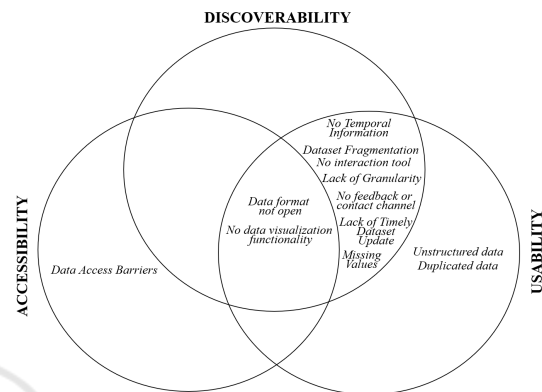 DISCOVERABILITY
No Temporal
Information
Dataset Fragmentation
No interaction tool
Lack of Granularity
No feedback or
contact channel
Lack of Timely
Dataset
Update
Missing
Values
Data format
not open
No data visualization
functionality
ACCESSIBILITY
Data Access Barriers
Unstructured data
Duplicated data
USABILITY